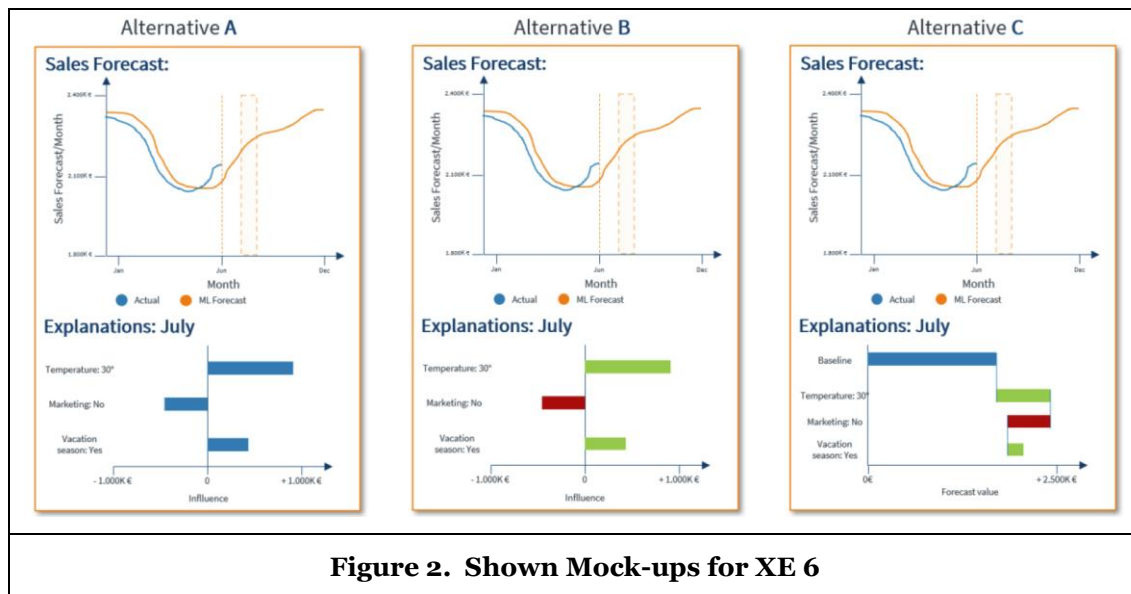 Alternative A
Sales Forecast:
2.400K €
2.100K €
1.800K €
Sales Forecast/Month
Jan
Jun
Dec
Month
Actual
ML Forecast
Explanations: July
Temperature: 30°
Marketing: No
Vacation
season: Yes
- 1.000K €
0
+ 1.000K €
Inflluence
Alternative B
Sales Forecast:
2.400K €
2.100K €
1.800K €
Sales Forecast/Month
Jan
Jun
Dec
Month
Actual
ML Forecast
Explanations: July
Temperature: 30°
Marketing: No
Vacation
season: Yes
- 1.000K €
0
+ 1.000K €
Influence
Alternative C
Sales Forecast:
2.400K €
2.100K €
1.800K €
Sales Forecast/Month
Jan
Jun
Dec
Month
Actual
ML Forecast
Explanations: July
Baseline
Temperature: 30°
Marketing: No
Vacation
season: Yes
0€
+ 2.500K €
Forecast value
Figure 2. Shown Mock-ups for XE 6